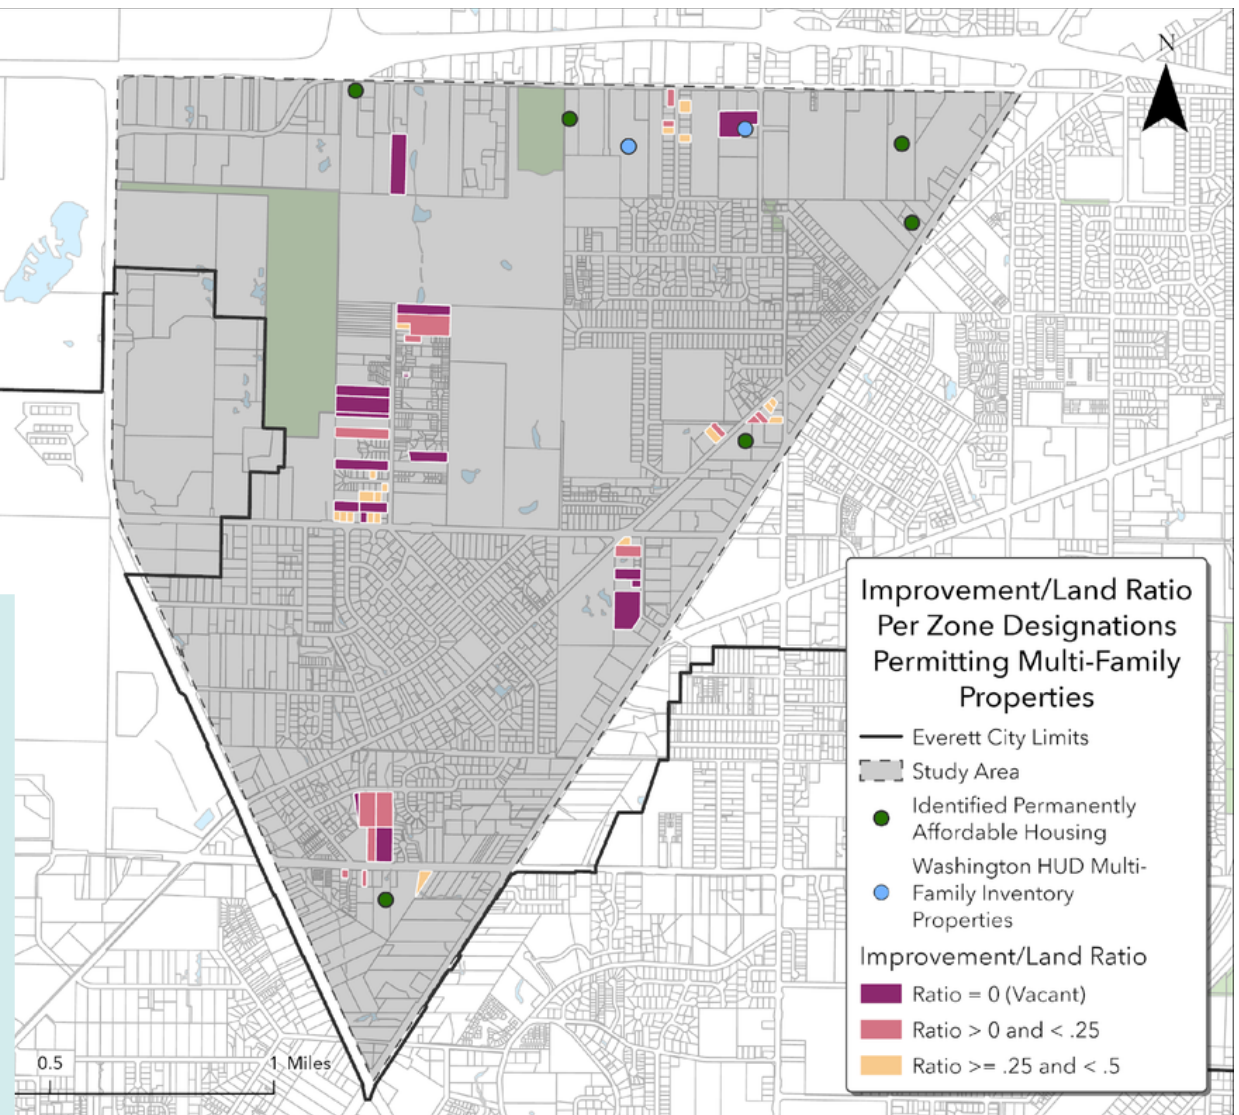 N
Improvement/Land Ratio
Per Zone Designations
Permitting Multi-Family
Properties
Everett City Limits
Study Area
Identified Permanently
Affordable Housing
Washington HUD Multi-
Family Inventory
Properties
Improvement/Land Ratio
Ratio = 0 (Vacant)
Ratio > 0 and < .25
Ratio >= .25 and < .5
0.5 1 Miles